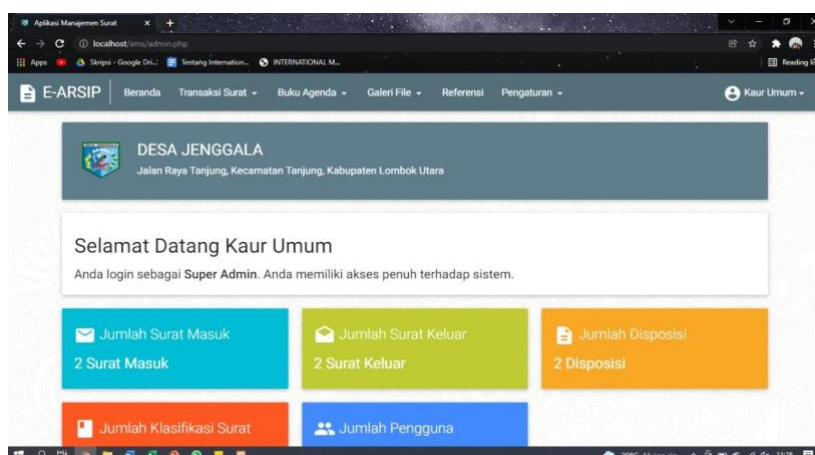 Aplikasi Manajemen Surat
localhost/ams/admin.php
Apps
Skripsi - Google Dri...
Tentang Internation...
INTERNATIONAL M...
Reading li
E-ARSIP
Beranda
Transaksi Surat
Buku Agenda
Galeri File
Referensi
Pengaturan
Kaur Umum
DESA JENGGALA
Jalan Raya Tanjung, Kecamatan Tanjung, Kabupaten Lombok Utara
Selamat Datang Kaur Umum
Anda login sebagai Super Admin. Anda memiliki akses penuh terhadap sistem.
Jumlah Surat Masuk
2 Surat Masuk
Jumlah Surat Keluar
2 Surat Keluar
Jumlah Disposisi
2 Disposisi
Jumlah Klasifikasi Surat
Jumlah Pengguna